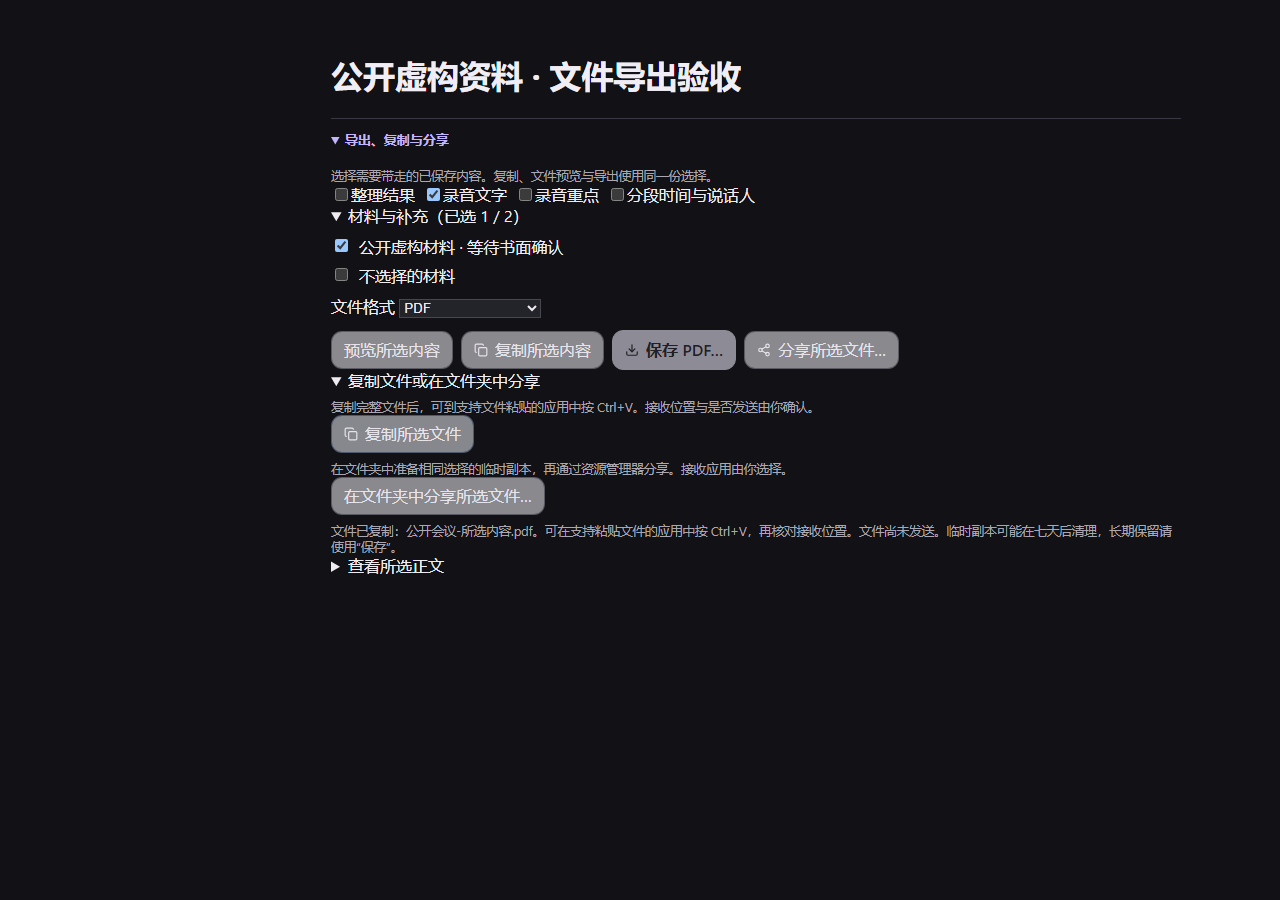 公开虚构资料 · 文件导出验收
▼ 导出、复制与分享
选择需要带走的已保存内容。复制、文件预览与导出使用同一份选择。
整理结果 录音文字 录音重点 分段时间与说话人
▼ 材料与补充（已选 1 / 2）
公开虚构材料 · 等待书面确认
不选择的材料
文件格式 PDF
预览所选内容 复制所选内容 保存 PDF... 分享所选文件...
▼ 复制文件或在文件夹中分享
复制完整文件后，可到支持文件粘贴的应用中按 Ctrl+V。接收位置与是否发送由你确认。
复制所选文件
在文件夹中准备相同选择的临时副本，再通过资源管理器分享。接收应用由你选择。
在文件夹中分享所选文件...
文件已复制：公开会议-所选内容.pdf。可在支持粘贴文件的应用中按 Ctrl+V，再核对接收位置。文件尚未发送。临时副本可能在七天后清理，长期保留请
使用“保存”。
▶ 查看所选正文